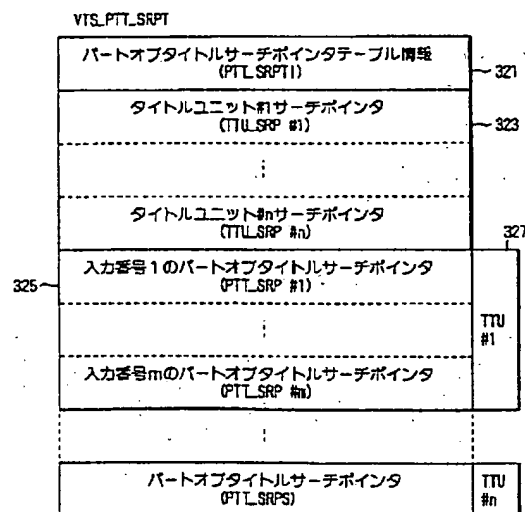 VTS_PTT_SRPT
パートオブタイトルサーチポインタテーブル情報
(PTT_SRPTI)
321
タイトルユニット#1サーチポインタ
(TTU_SRP #1)
323
タイトルユニット#nサーチポインタ
(TTU_SRP #n)
327
325
入力番号1のパートオブタイトルサーチポインタ
(PTT_SRP #1)
TTU
#1
入力番号mのパートオブタイトルサーチポインタ
(PTT_SRP #m)
パートオブタイトルサーチポインタ
(PTT_SRPS)
TTU
#n